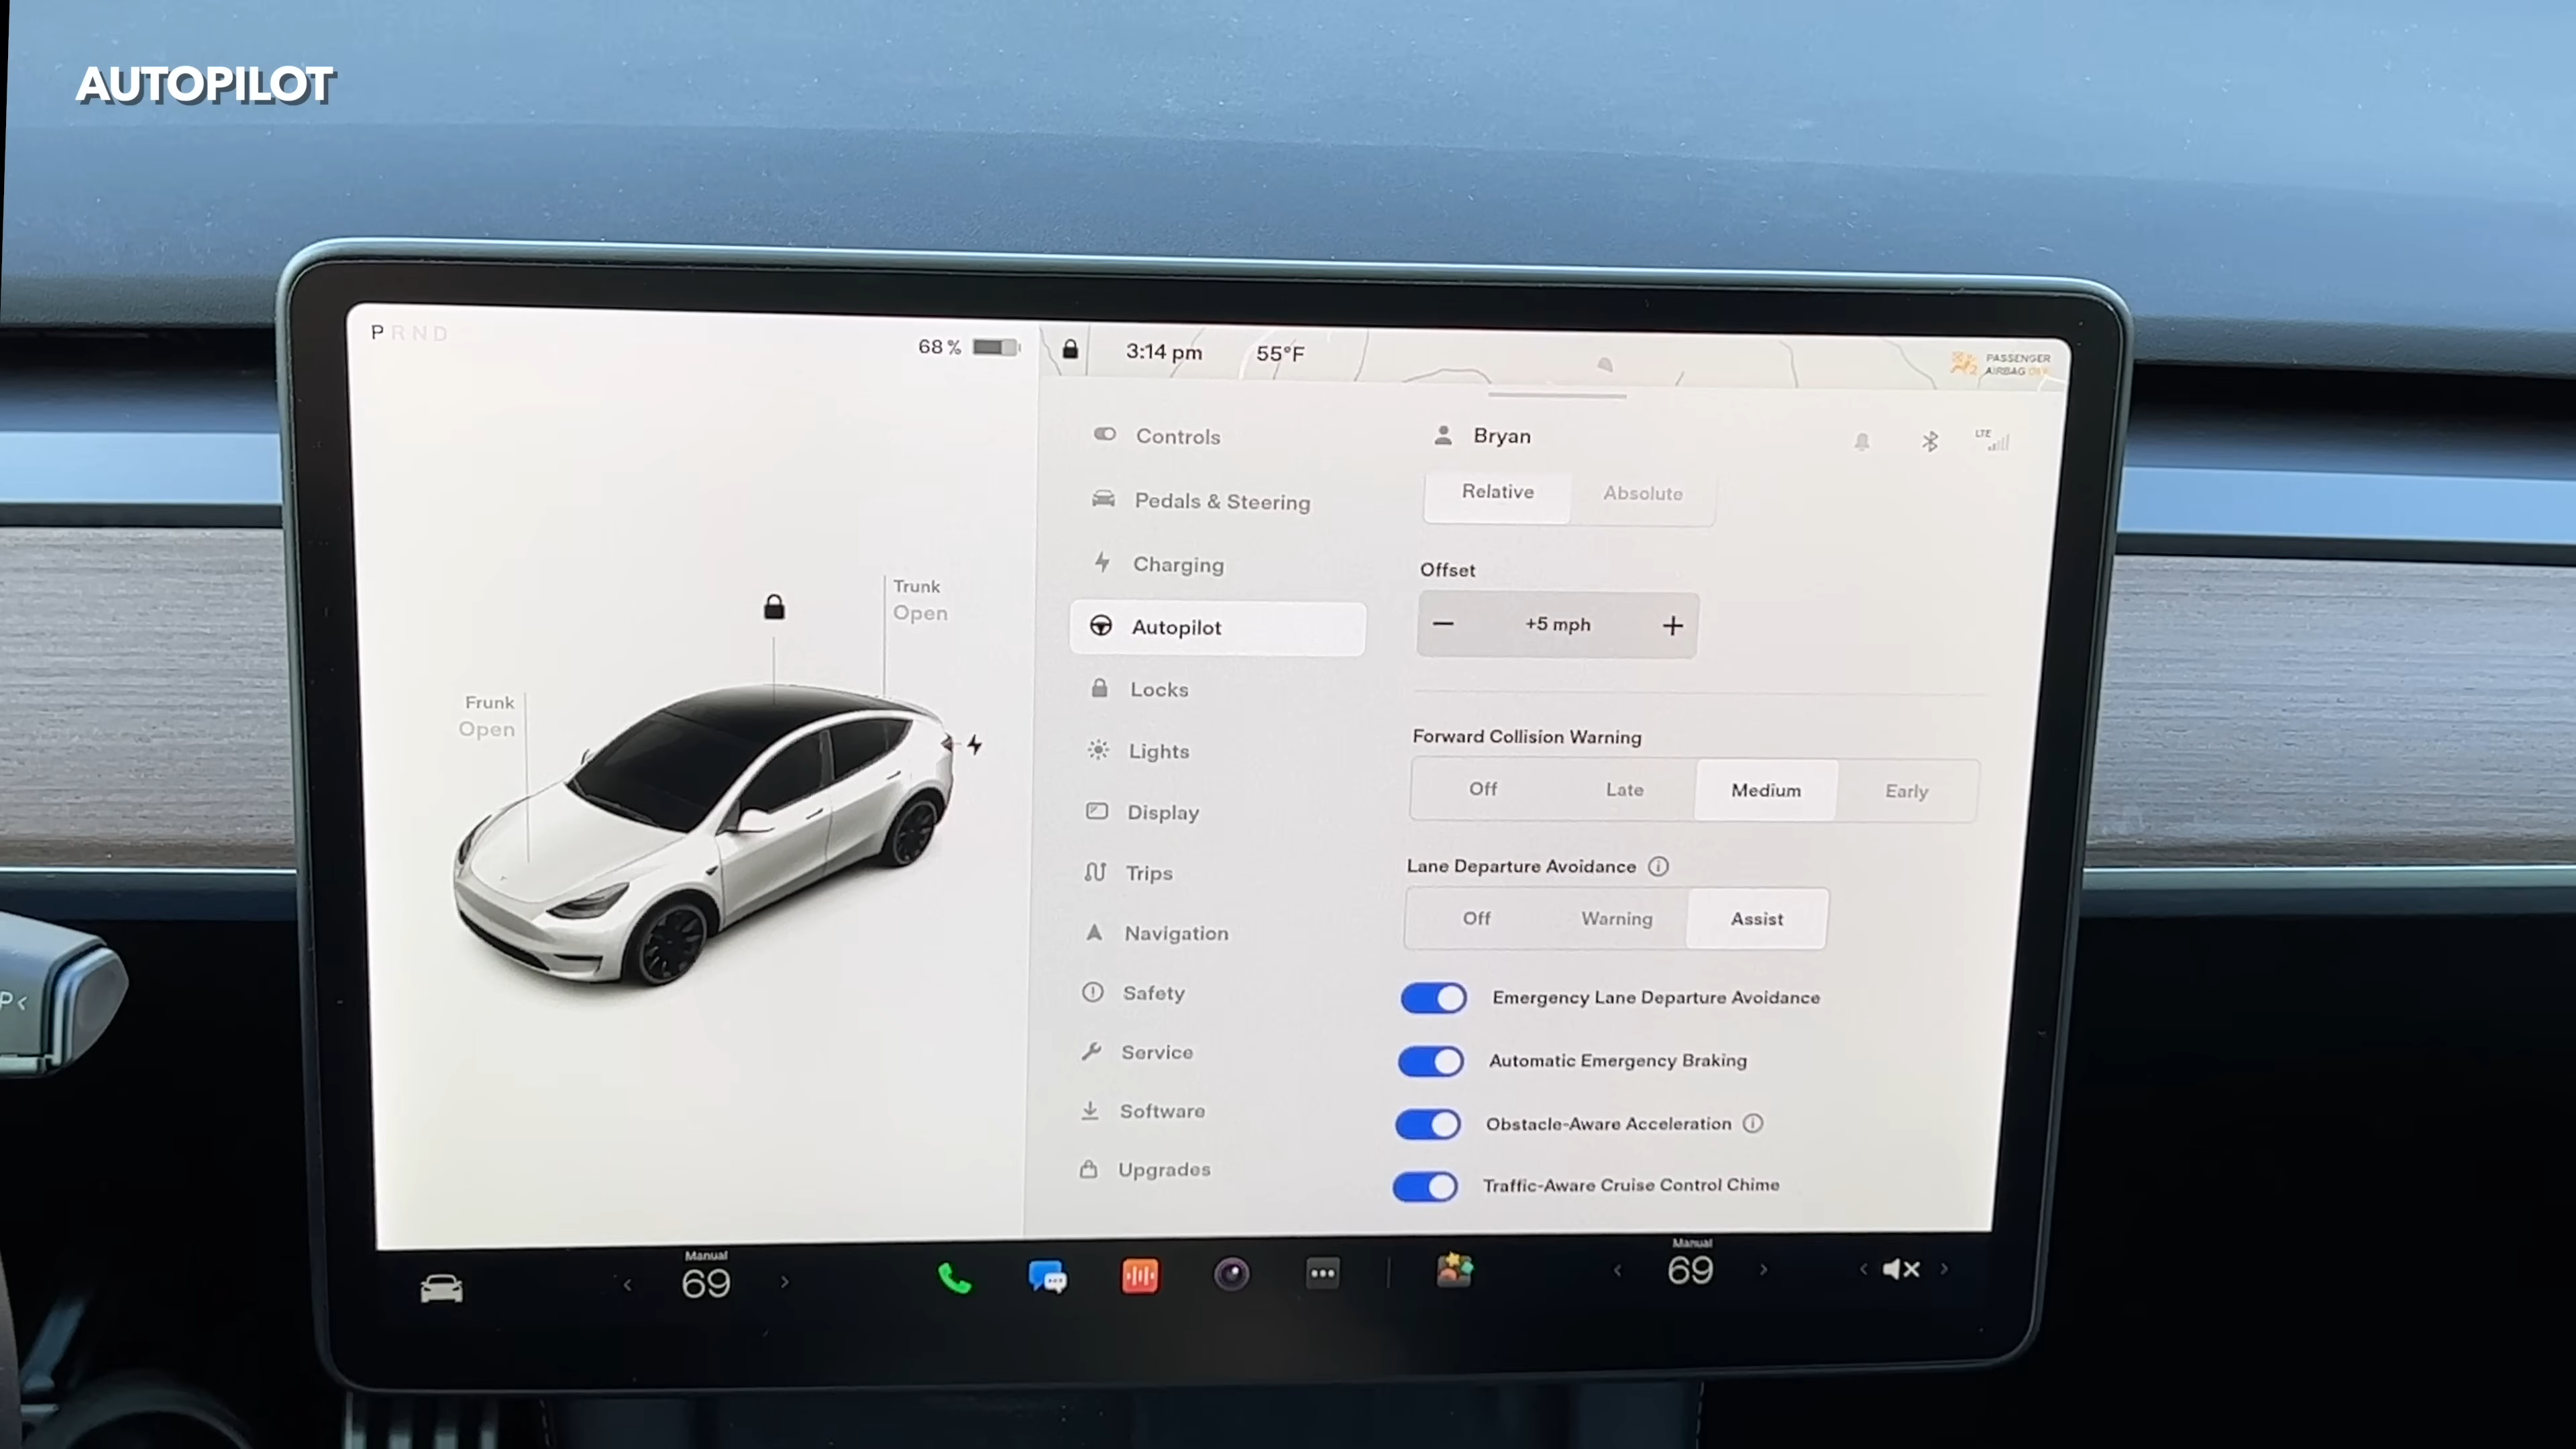 AUTOPILOT
P R N D
68 %
3:14 pm
55°F
PASSENGER
AIRBAG OFF
Trunk
Open
Frunk
Open
Controls
Pedals & Steering
Charging
Autopilot
Locks
Lights
Display
Trips
Navigation
Safety
Service
Software
Upgrades
Bryan
LTE
Relative
Absolute
Offset
+5 mph
Forward Collision Warning
Off
Late
Medium
Early
Lane Departure Avoidance
Off
Warning
Assist
Emergency Lane Departure Avoidance
Automatic Emergency Braking
Obstacle-Aware Acceleration
Traffic-Aware Cruise Control Chime
Manual
69
Manual
69
P<